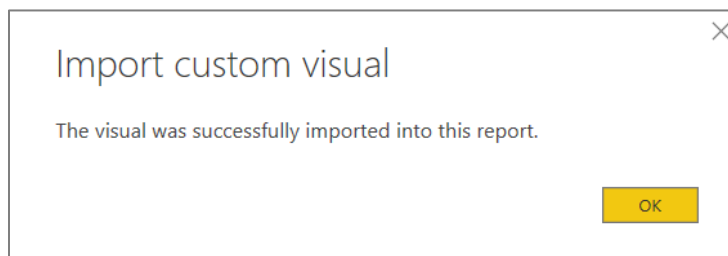 Import custom visual
The visual was successfully imported into this report.
OK